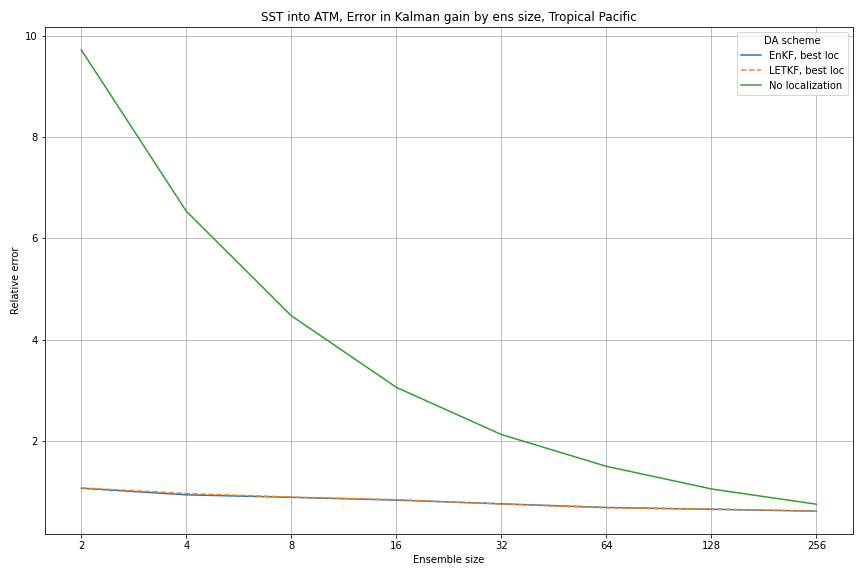 SST into ATM, Error in Kalman gain by ens size, Tropical Pacific
DA scheme
EnKF, best loc
LETKF, best loc
No localization
Relative error
10
8
6
4
2
2 4 8 16 32 64 128 256
Ensemble size